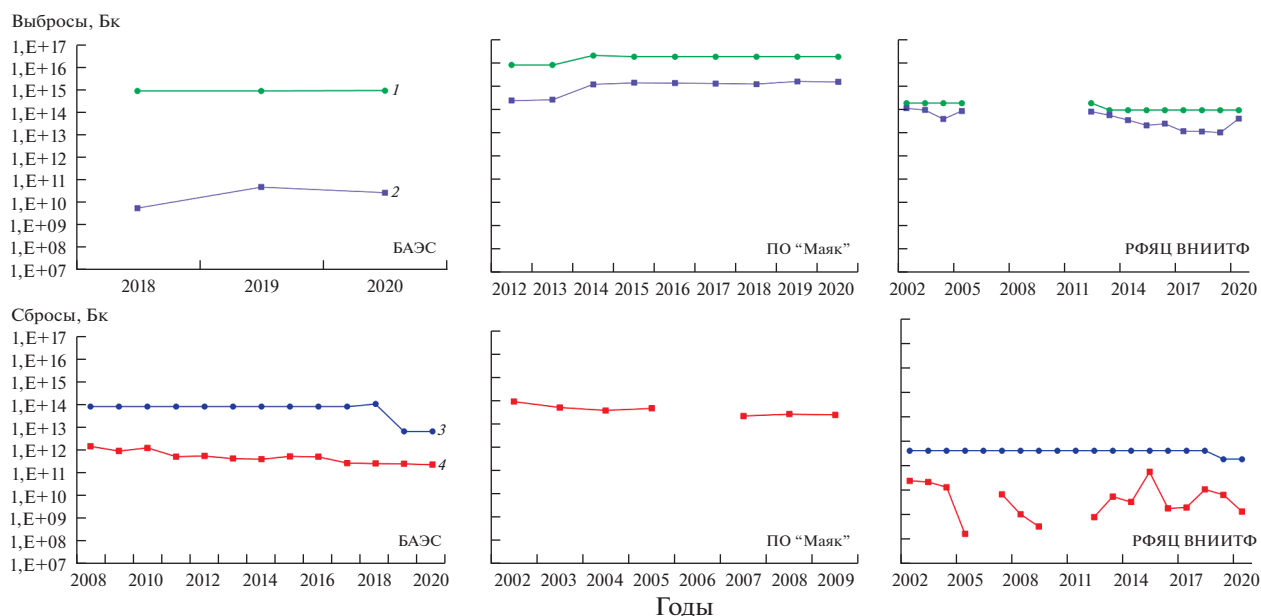 Выбросы, Бк
1,E+17
1,E+16
1,E+15
1,E+14
1,E+13
1,E+12
1,E+11
1,E+10
1,E+09
1,E+08
1,E+07
1
2
БАЭС
2018 2019 2020
ПО “Маяк”
2012 2013 2014 2015 2016 2017 2018 2019 2020
РФЯЦ ВНИИТФ
2002 2005 2008 2011 2014 2017 2020
Сбросы, Бк
1,E+17
1,E+16
1,E+15
1,E+14
1,E+13
1,E+12
1,E+11
1,E+10
1,E+09
1,E+08
1,E+07
3
4
БАЭС
2008 2010 2012 2014 2016 2018 2020
ПО “Маяк”
2002 2003 2004 2005 2006 2007 2008 2009
РФЯЦ ВНИИТФ
2002 2005 2008 2011 2014 2017 2020
Годы